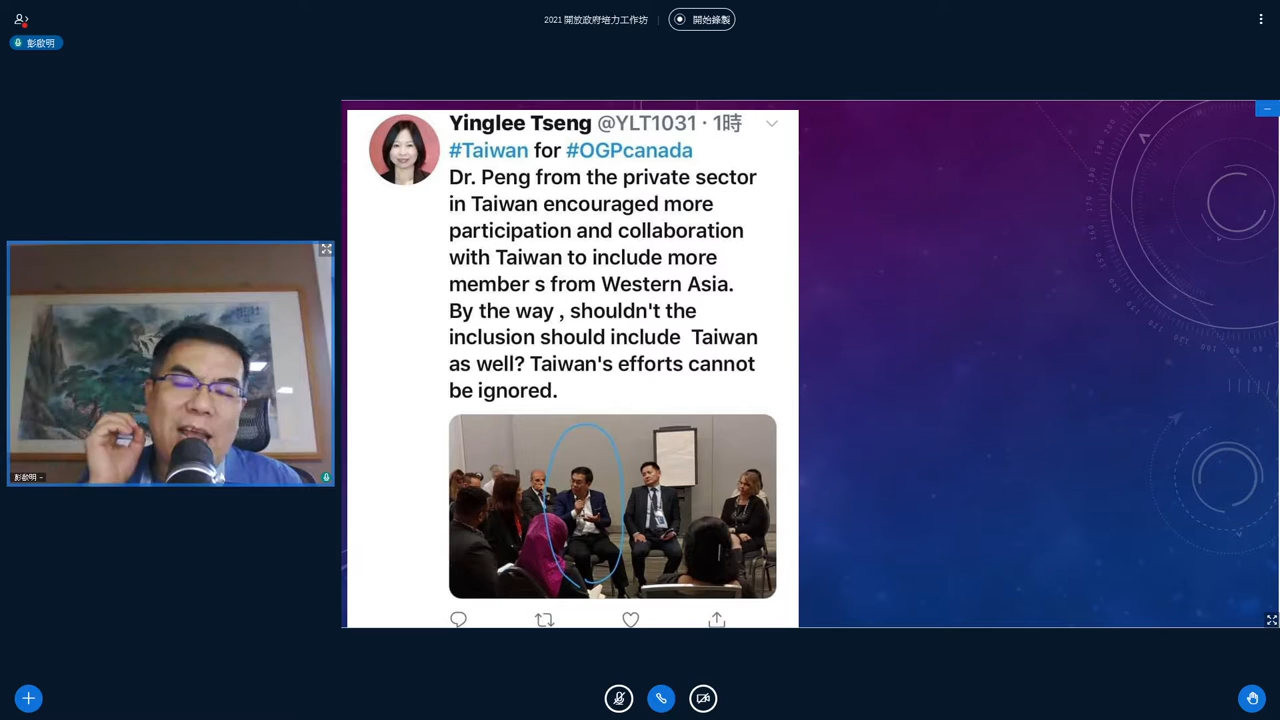 2021 開放政府培力工作坊
開始錄製
彭啟明
Yinglee Tseng @YLT1031 · 1時
#Taiwan for #OGPcanada
Dr. Peng from the private sector
in Taiwan encouraged more
participation and collaboration
with Taiwan to include more
member s from Western Asia.
By the way , shouldn't the
inclusion should include Taiwan
as well? Taiwan's efforts cannot
be ignored.
彭啟明